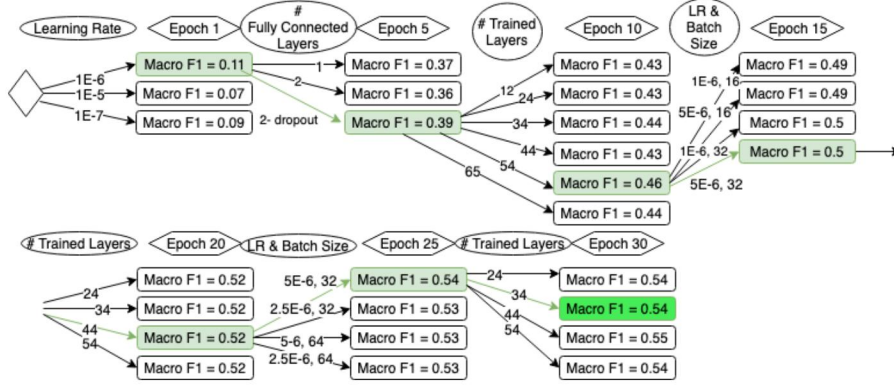 Learning Rate
Epoch 1
#
Fully Connected
Layers
Epoch 5
# Trained
Layers
Epoch 10
LR &
Batch
Size
Epoch 15
1E-6
1E-5
1E-7
Macro F1 = 0.11
Macro F1 = 0.07
Macro F1 = 0.09
1
2
2- dropout
Macro F1 = 0.37
Macro F1 = 0.36
Macro F1 = 0.39
12
24
34
44
54
65
Macro F1 = 0.43
Macro F1 = 0.43
Macro F1 = 0.44
Macro F1 = 0.43
Macro F1 = 0.46
Macro F1 = 0.44
1E-6, 16
5E-6, 16
1E-6, 32
5E-6, 32
Macro F1 = 0.49
Macro F1 = 0.49
Macro F1 = 0.5
Macro F1 = 0.5
# Trained Layers
Epoch 20
LR & Batch Size
Epoch 25
# Trained Layers
Epoch 30
24
34
44
54
Macro F1 = 0.52
Macro F1 = 0.52
Macro F1 = 0.52
Macro F1 = 0.52
5E-6, 32
2.5E-6, 32
5-6, 64
2.5E-6, 64
Macro F1 = 0.54
Macro F1 = 0.53
Macro F1 = 0.53
Macro F1 = 0.53
24
34
44
54
Macro F1 = 0.54
Macro F1 = 0.54
Macro F1 = 0.55
Macro F1 = 0.54